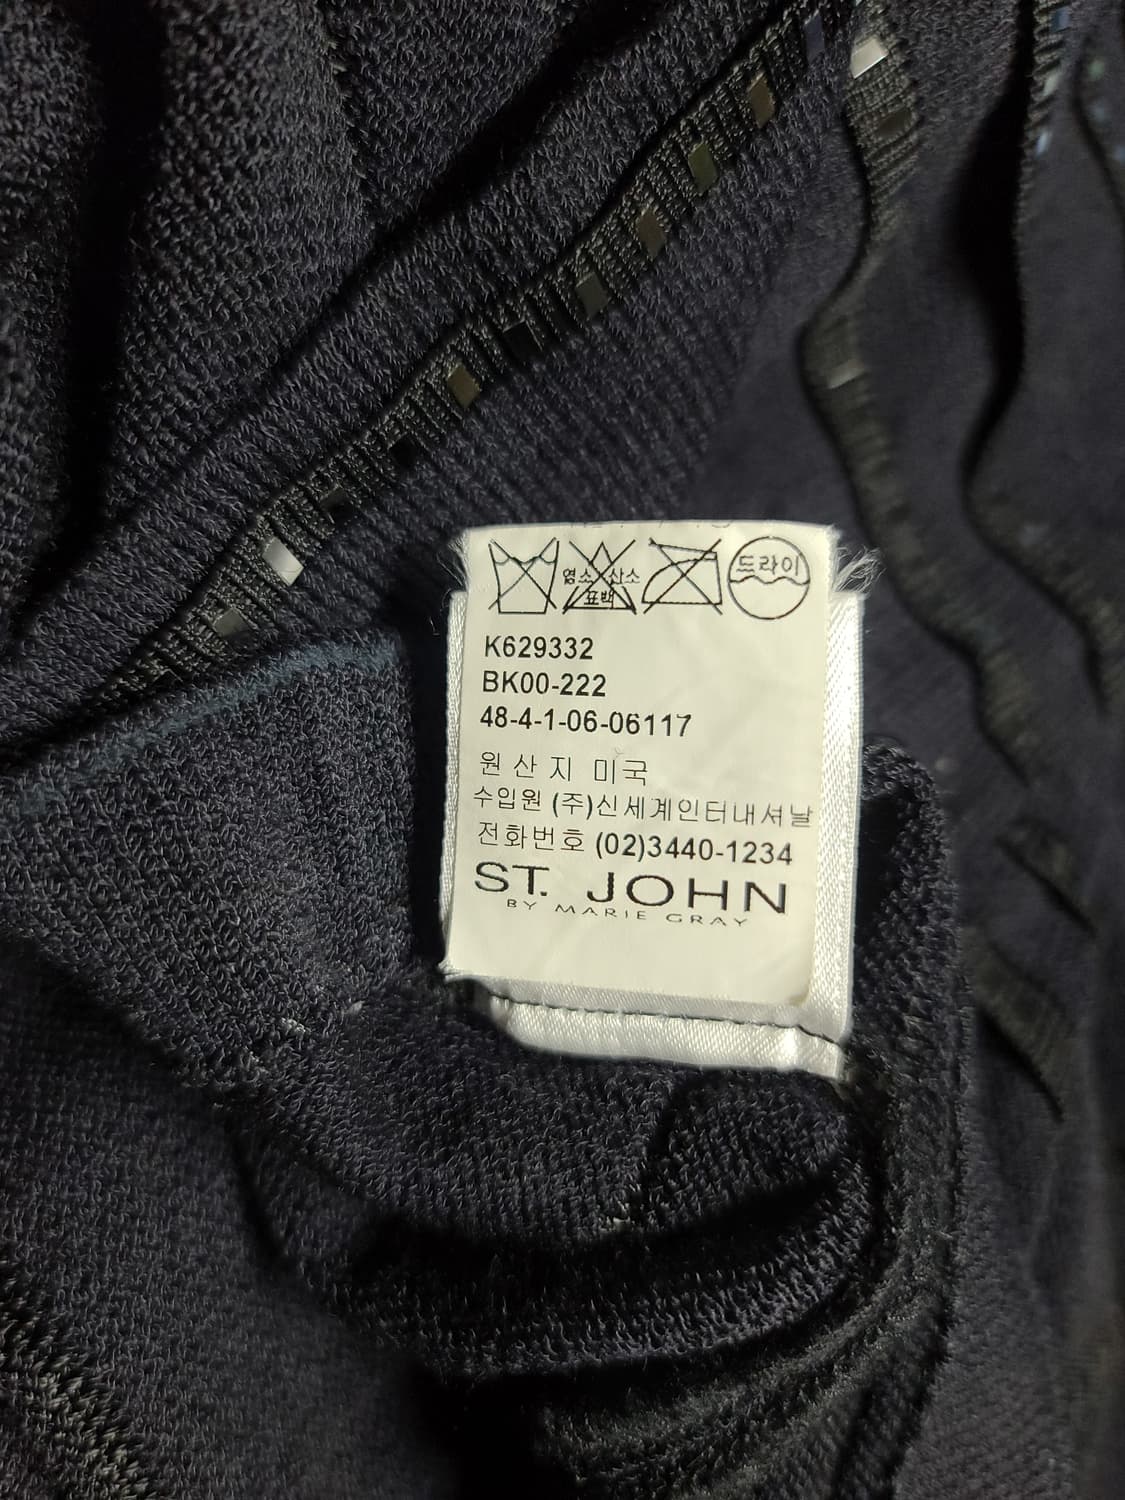 염소 산소
표백
드라이
K629332
BK00-222
48-4-1-06-06117
원 산 지 미국
수입원 (주)신세계인터내셔날
전화번호 (02)3440-1234
ST. JOHN
BY MARIE GRAY